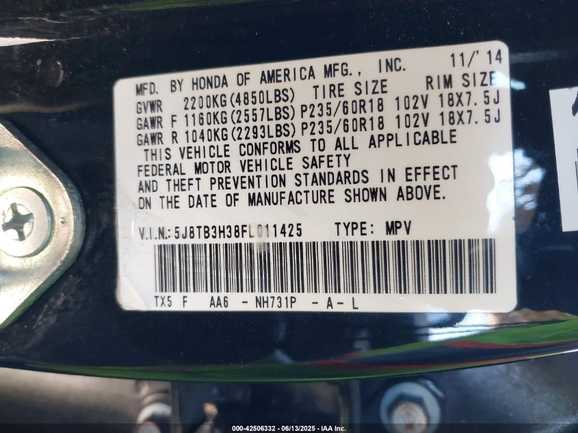 MFD. BY HONDA OF AMERICA MFG., INC. 11/'14
GVWR 2200KG(4850LBS) TIRE SIZE RIM SIZE
GAWR F 1160KG(2557LBS) P235/60R18 102V 18X7.5J
GAWR R 1040KG(2293LBS) P235/60R18 102V 18X7.5J
THIS VEHICLE CONFORMS TO ALL APPLICABLE
FEDERAL MOTOR VEHICLE SAFETY
AND THEFT PREVENTION STANDARDS IN EFFECT
ON THE DATE OF MANUFACTURE SHOWN ABOVE.
V.I.N.:5J8TB3H38FL011425 TYPE: MPV
TX5 F AA6 - NH731P - A - L
000-42506332 - 06/13/2025 - IAA Inc.